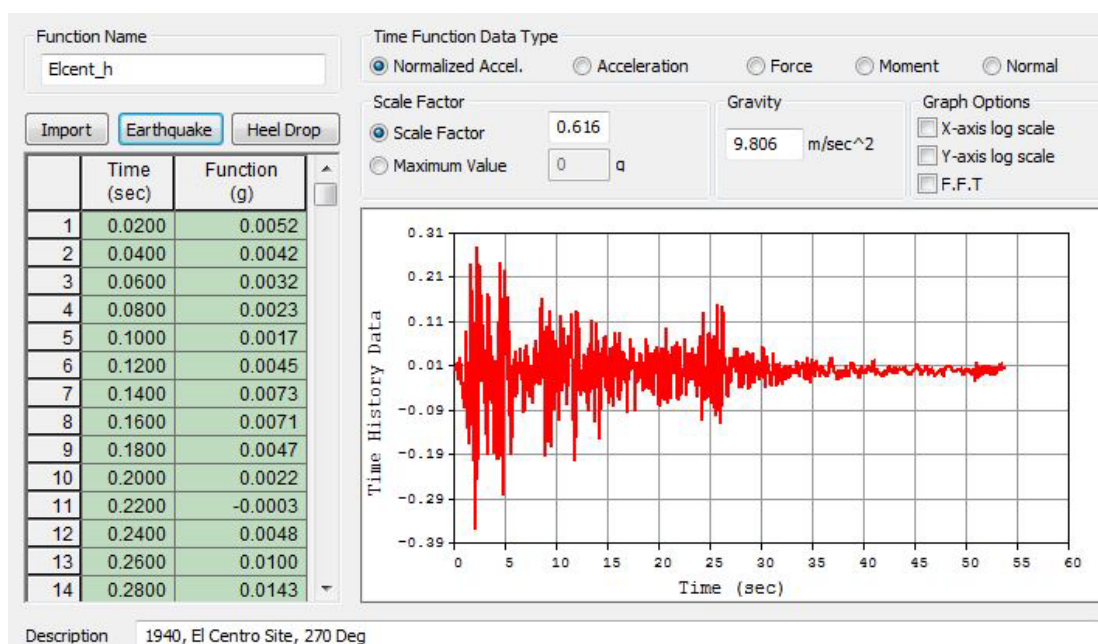 Function Name
Elcent_h
Import Earthquake Heel Drop
Time Function Data Type
Normalized Accel. Acceleration Force Moment Normal
Scale Factor
Scale Factor 0.616
Maximum Value 0 g
Gravity
9.806 m/sec^2
Graph Options
X-axis log scale
Y-axis log scale
F.F.T
Time Function
(sec) (g)
1 0.0200 0.0052
2 0.0400 0.0042
3 0.0600 0.0032
4 0.0800 0.0023
5 0.1000 0.0017
6 0.1200 0.0045
7 0.1400 0.0073
8 0.1600 0.0071
9 0.1800 0.0047
10 0.2000 0.0022
11 0.2200 -0.0003
12 0.2400 0.0048
13 0.2600 0.0100
14 0.2800 0.0143
Time History Data
0.31
0.21
0.11
0.01
-0.09
-0.19
-0.29
-0.39
0 5 10 15 20 25 30 35 40 45 50 55 60
Time (sec)
Description 1940, El Centro Site, 270 Deg